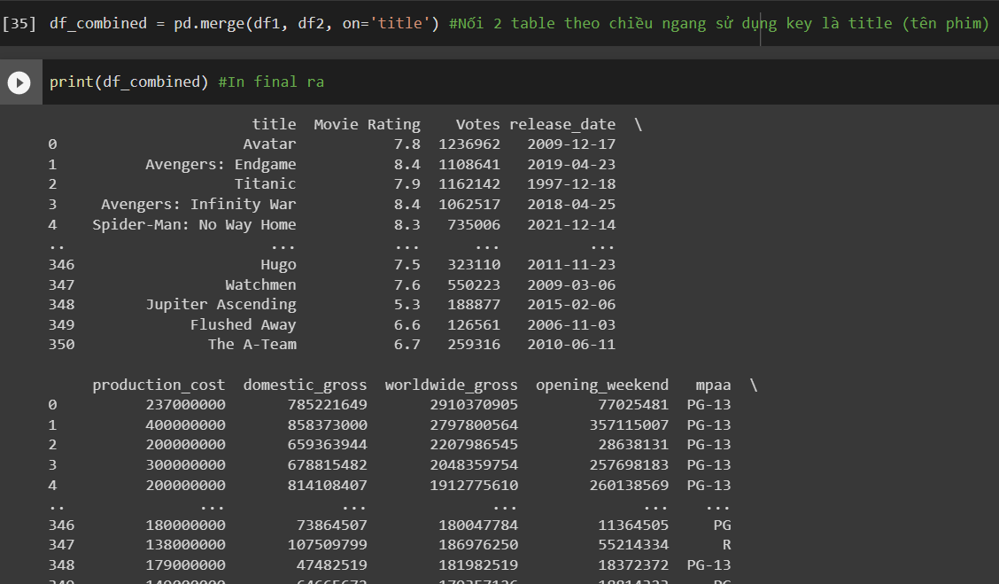 [35] df_combined = pd.merge(df1, df2, on='title') #Nối 2 table theo chiều ngang sử dụng key là title (tên phim)
print(df_combined) #In final ra
title  Movie Rating    Votes release_date  \
0                      Avatar           7.8  1236962   2009-12-17
1           Avengers: Endgame           8.4  1108641   2019-04-23
2                     Titanic           7.9  1162142   1997-12-18
3      Avengers: Infinity War           8.4  1062517   2018-04-25
4     Spider-Man: No Way Home           8.3   735006   2021-12-14
..                        ...           ...      ...          ...
346                      Hugo           7.5   323110   2011-11-23
347                  Watchmen           7.6   550223   2009-03-06
348         Jupiter Ascending           5.3   188877   2015-02-06
349              Flushed Away           6.6   126561   2006-11-03
350                The A-Team           6.7   259316   2010-06-11
production_cost  domestic_gross  worldwide_gross  opening_weekend   mpaa  \
0          237000000       785221649       2910370905         77025481  PG-13
1          400000000       858373000       2797800564        357115007  PG-13
2          200000000       659363944       2207986545         28638131  PG-13
3          300000000       678815482       2048359754        257698183  PG-13
4          200000000       814108407       1912775610        260138569  PG-13
..               ...             ...              ...              ...    ...
346        180000000        73864507        180047784         11364505     PG
347        138000000       107509799        186976250         55214334      R
348        179000000        47482519        181982519         18372372  PG-13